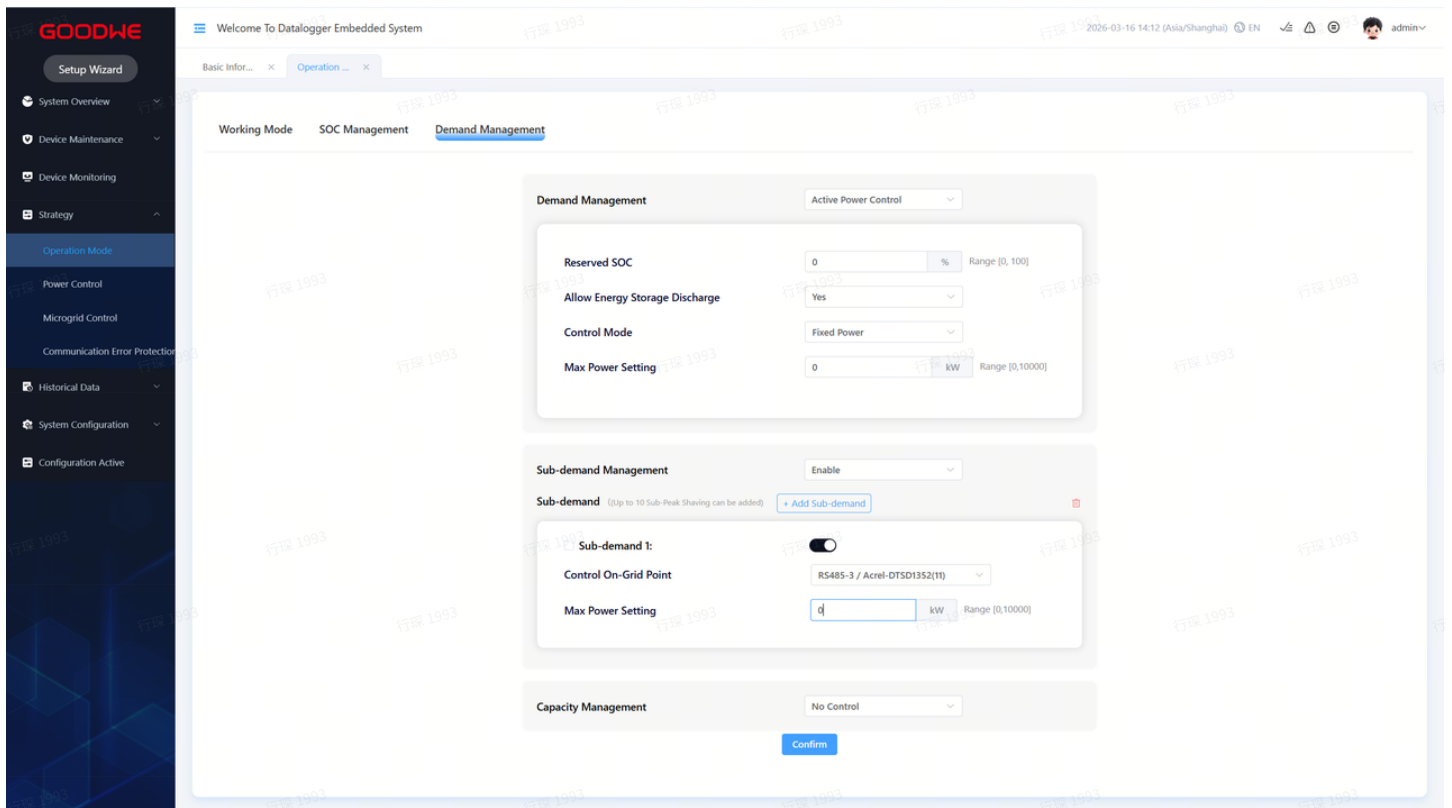 GOODWE
Welcome To Datalogger Embedded System
2026-03-16 14:12 (Asia/Shanghai) EN admin
Setup Wizard
Basic Infor... × Operation ... ×
System Overview
Device Maintenance
Device Monitoring
Strategy
Operation Mode
Power Control
Microgrid Control
Communication Error Protection
Historical Data
System Configuration
Configuration Active
Working Mode SOC Management Demand Management
Demand Management Active Power Control
Reserved SOC 0 % Range [0, 100]
Allow Energy Storage Discharge Yes
Control Mode Fixed Power
Max Power Setting 0 kW Range [0,10000]
Sub-demand Management Enable
Sub-demand ((Up to 10 Sub-Peak Shaving can be added) + Add Sub-demand
Sub-demand 1:
Control On-Grid Point RS485-3 / Acrel-DTSD1352(11)
Max Power Setting 0 kW Range [0,10000]
Capacity Management No Control
Confirm
行琛 1993